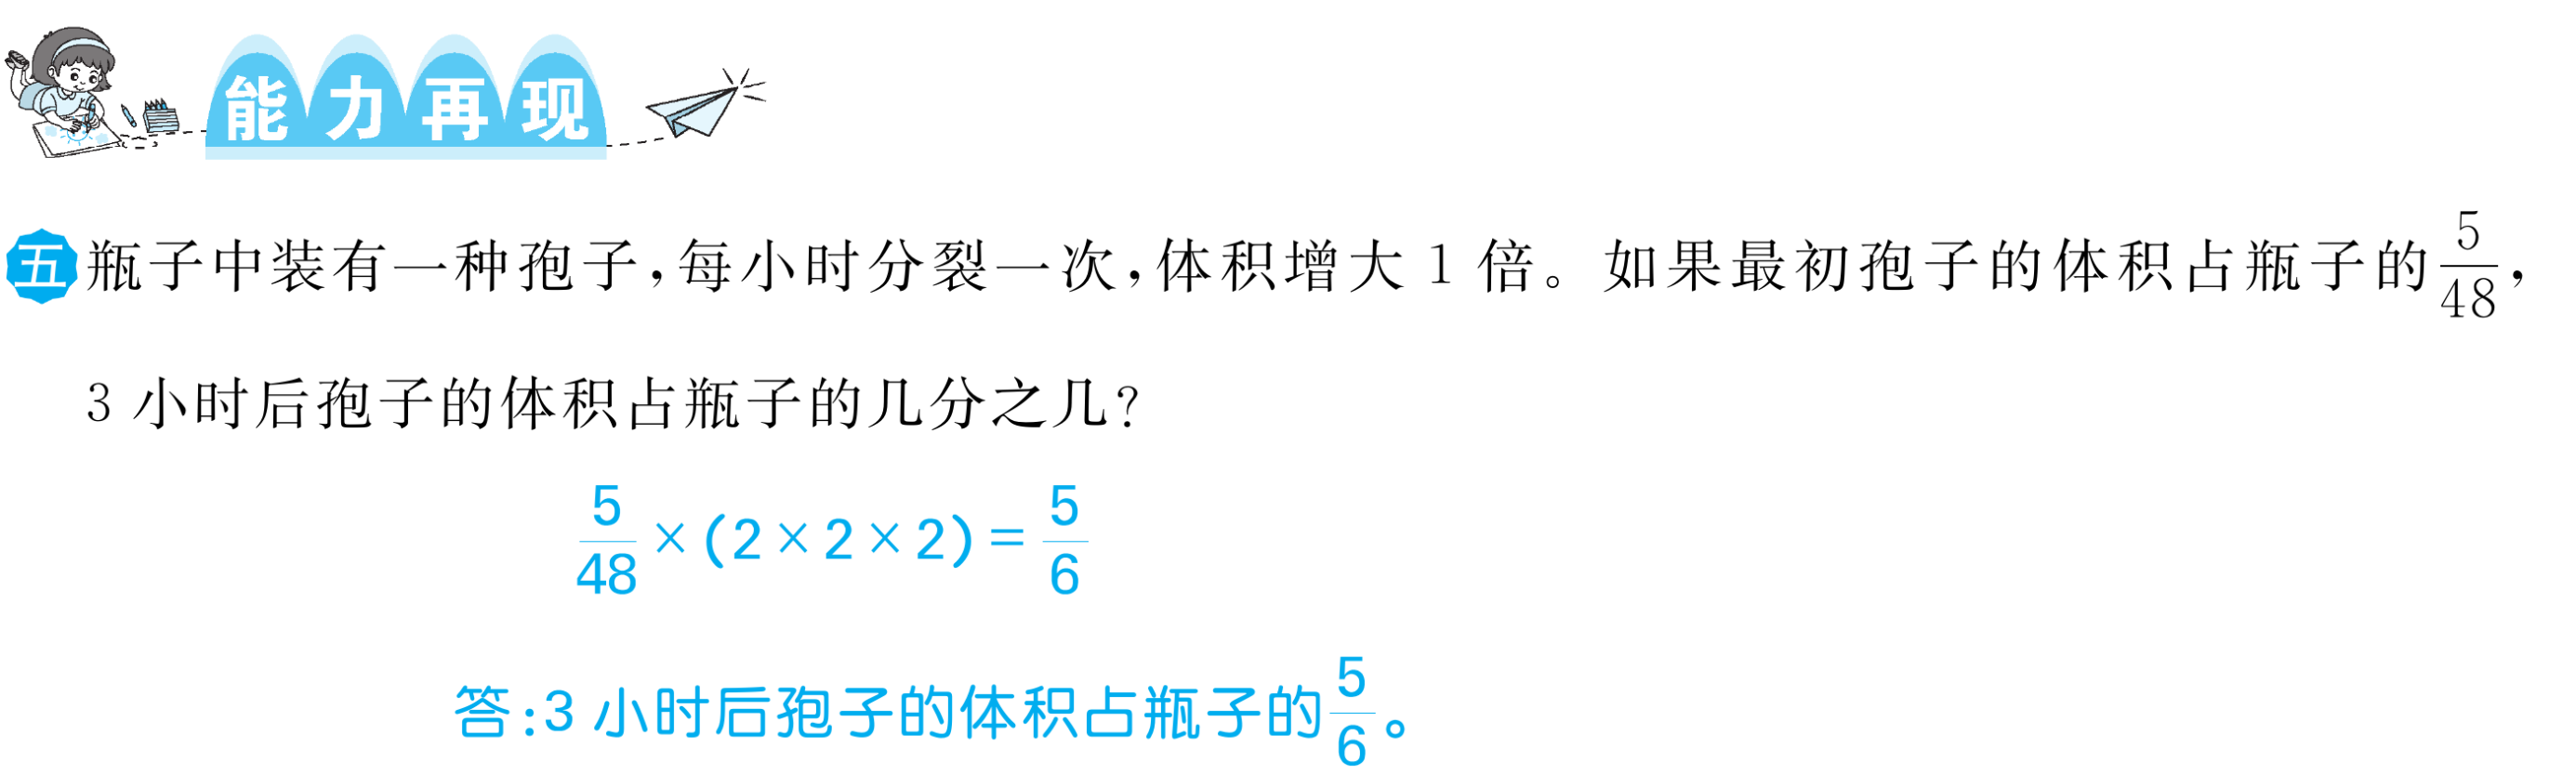 能力再现
五 瓶子中装有一种孢子,每小时分裂一次,体积增大 1 倍。如果最初孢子的体积占瓶子的5/48,
3 小时后孢子的体积占瓶子的几分之几?
5/48×(2×2×2)=5/6
答:3 小时后孢子的体积占瓶子的5/6。